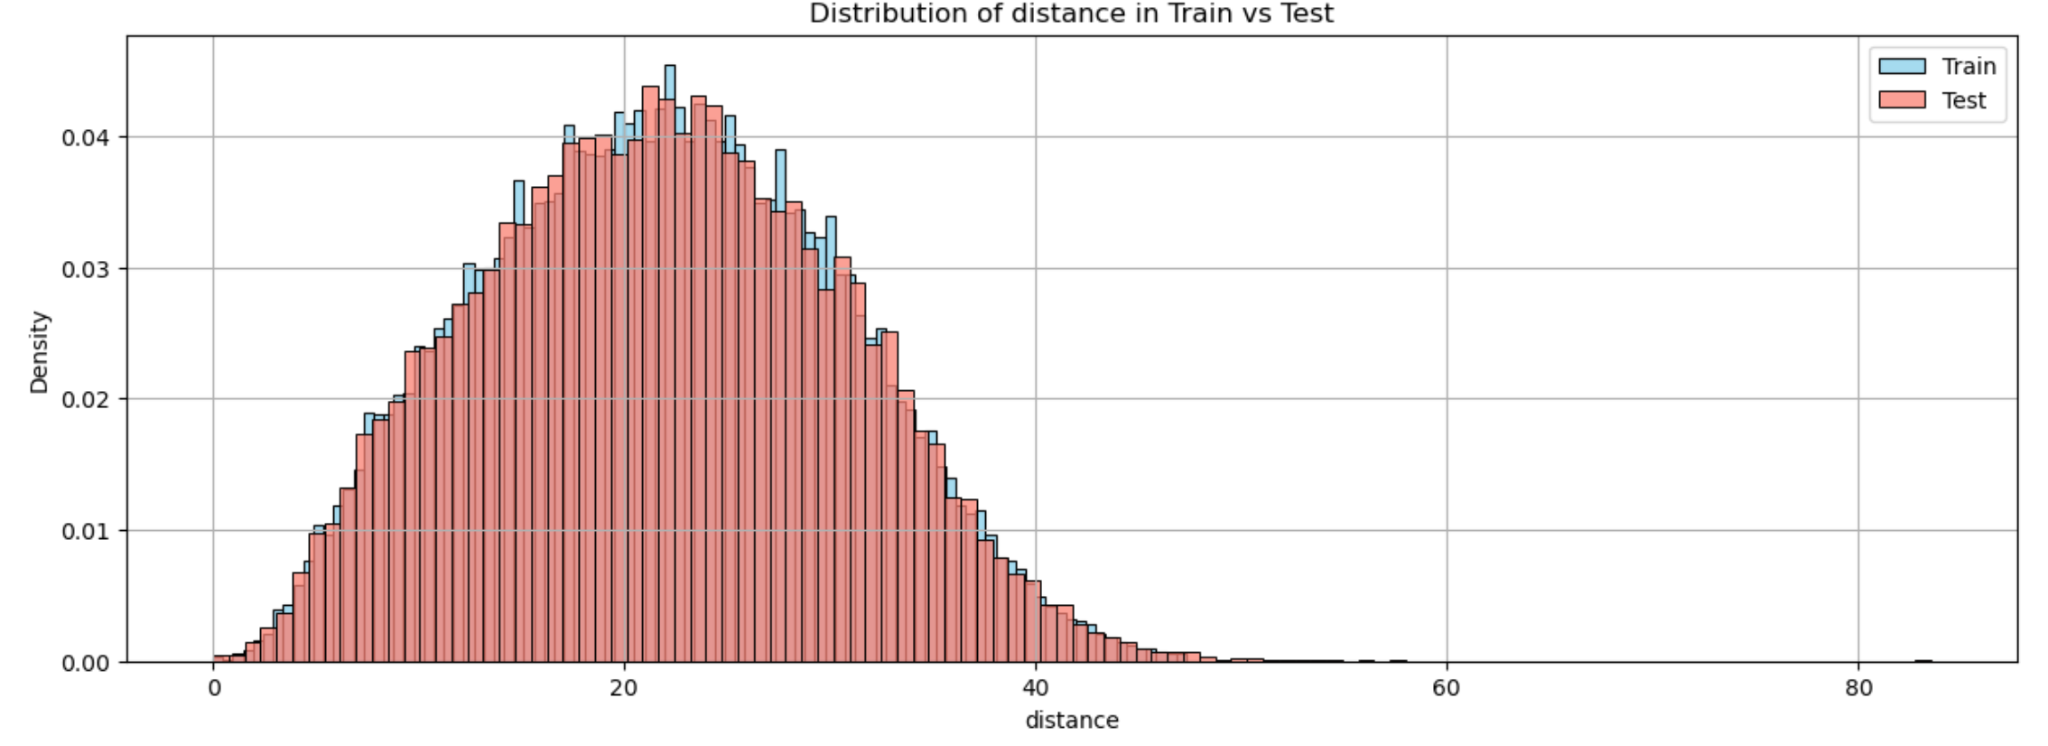 Distribution of distance in Train vs Test
Train
Test
Density
0.04
0.03
0.02
0.01
0.00
0 20 40 60 80
distance